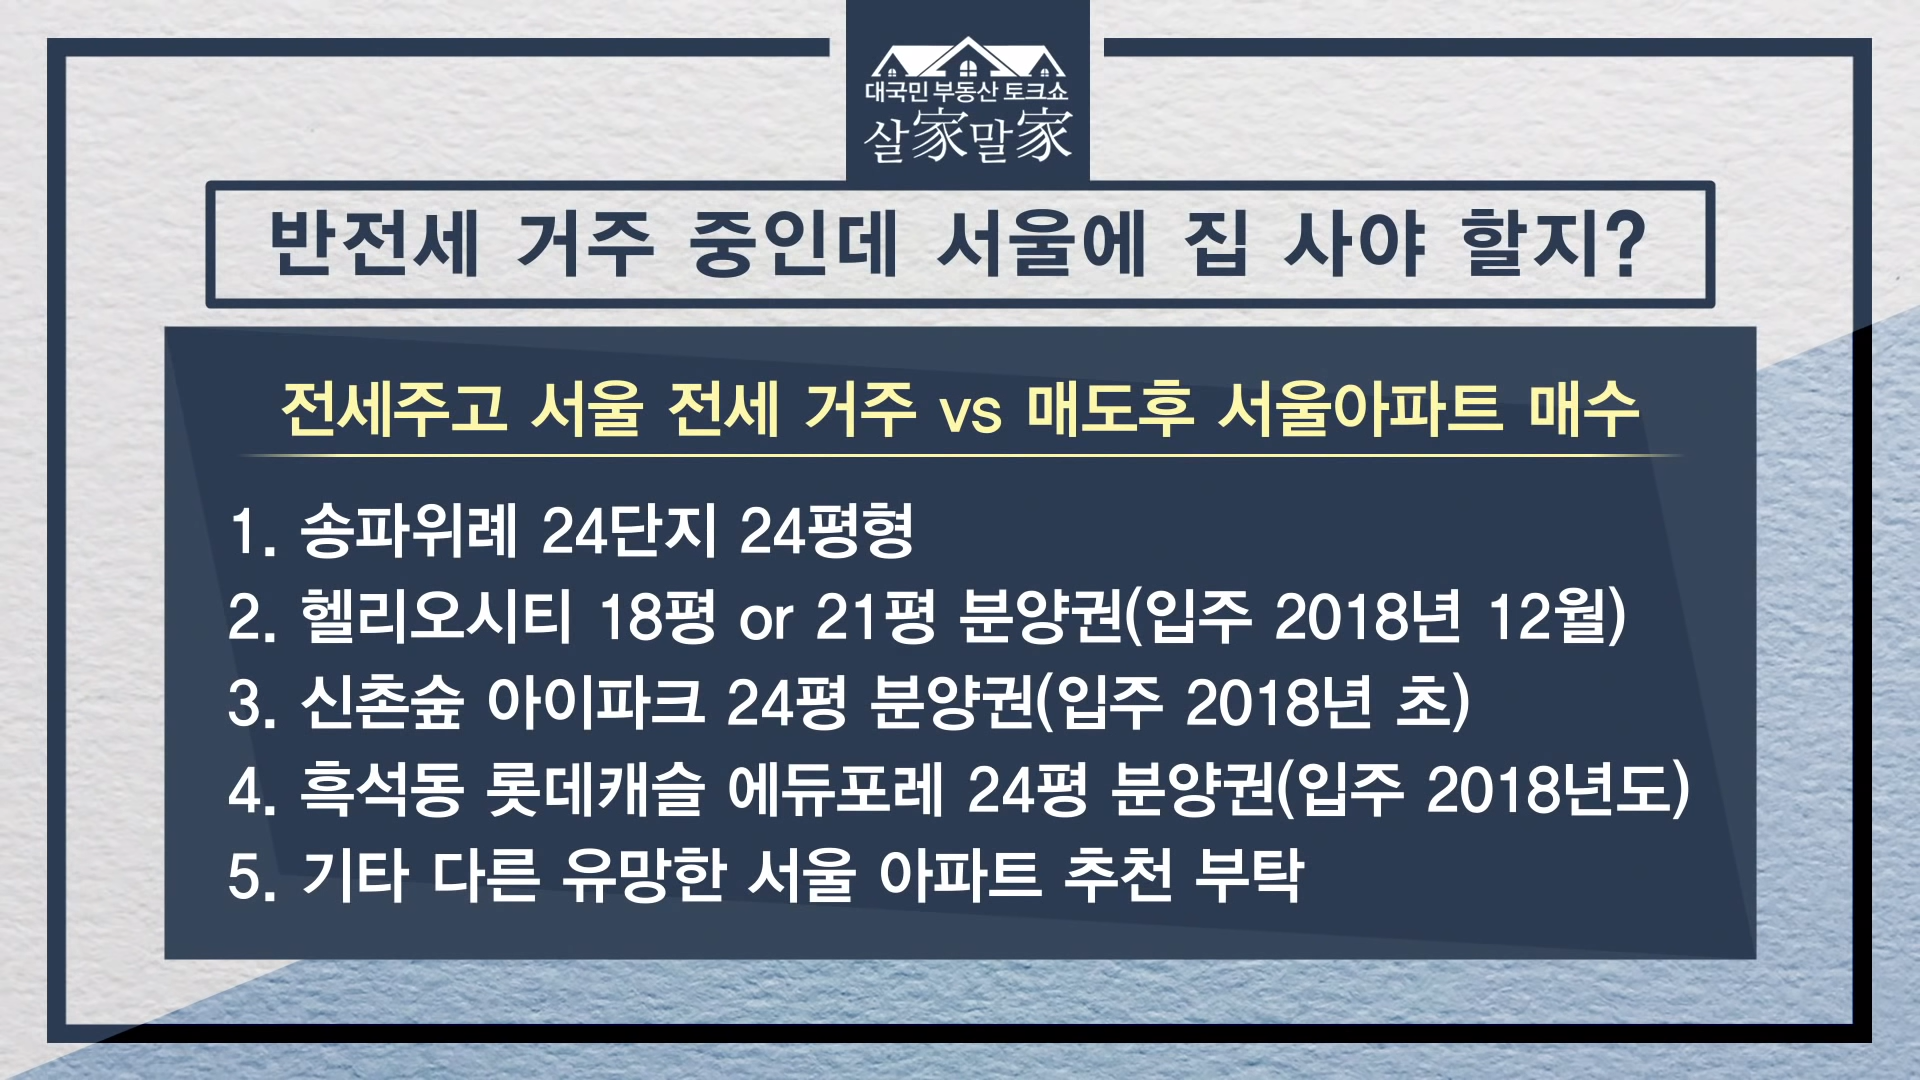 대국민 부동산 토크쇼
살家말家
반전세 거주 중인데 서울에 집 사야 할지?
전세주고 서울 전세 거주 vs 매도후 서울아파트 매수
1. 송파위례 24단지 24평형
2. 헬리오시티 18평 or 21평 분양권(입주 2018년 12월)
3. 신촌숲 아이파크 24평 분양권(입주 2018년 초)
4. 흑석동 롯데캐슬 에듀포레 24평 분양권(입주 2018년도)
5. 기타 다른 유망한 서울 아파트 추천 부탁